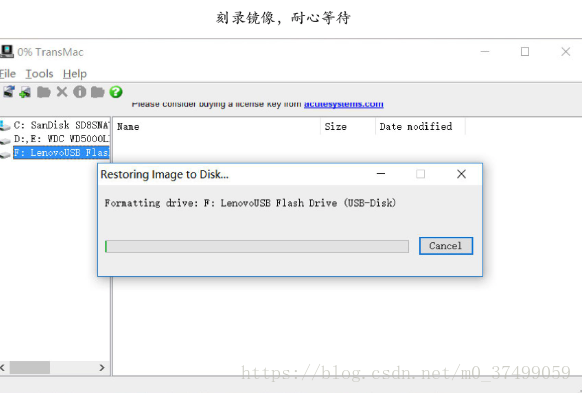 刻录镜像，耐心等待
0% TransMac
File Tools Help
Please consider buying a license key from acutesystems.com
C: SanDisk SD8SNA
D:,E: WDC WD5000L
F: LenovoUSB Flas
Name Size Date modified
Restoring Image to Disk...
Formatting drive: F: LenovoUSB Flash Drive (USB-Disk)
Cancel
https://blog.csdn.net/m0_37499059